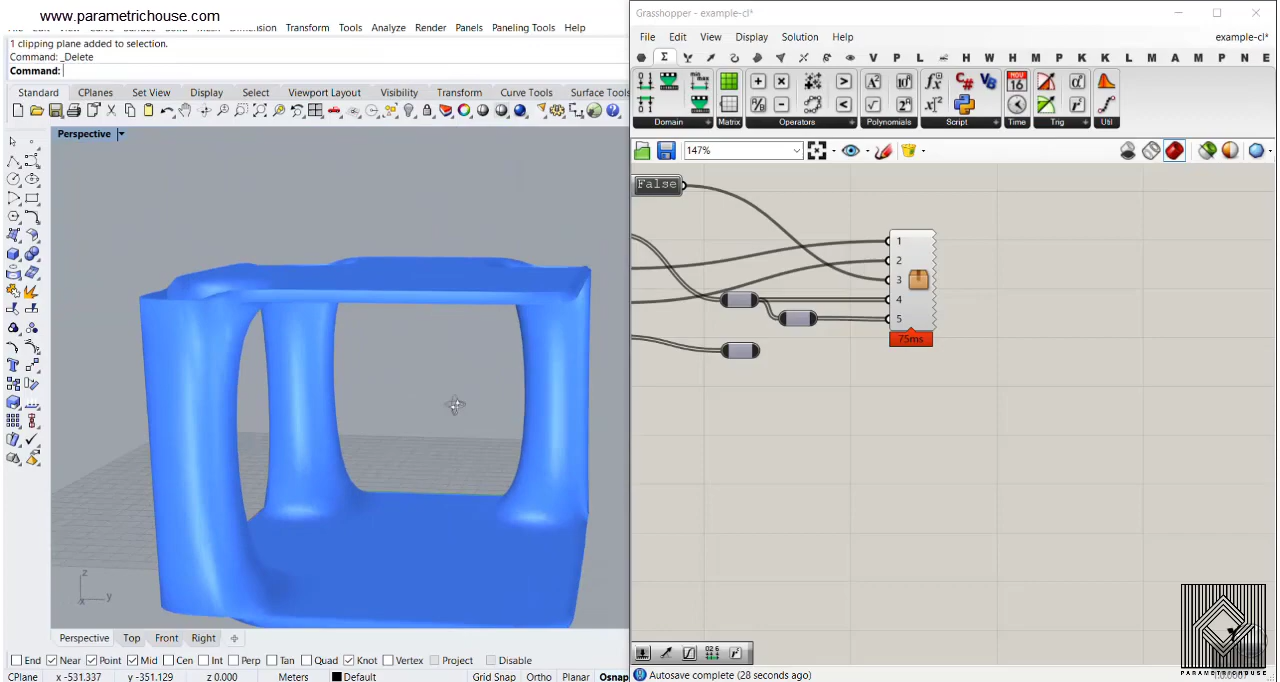 www.parametrichouse.com
Grasshopper - example-cl*
Dimension Transform Tools Analyze Render Panels Paneling Tools Help
File Edit View Display Solution Help
example-cl*
1 clipping plane added to selection.
Command: _Delete
Command:
V P L H W H M P K K L M A M P N E
Standard CPlanes Set View Display Select Viewport Layout Visibility Transform Curve Tools Surface Tools
Domain Matrix Operators Polynomials Script Time Trig Util
Perspective
147%
False
1
2
3
4
5
75ms
z
y
x
Perspective Top Front Right
End Near Point Mid Cen Int Perp Tan Quad Knot Vertex Project Disable
CPlane x -531.337 y -351.129 z 0.000 Meters Default Grid Snap Ortho Planar Osnap
Autosave complete (28 seconds ago)
PARAMETRICHOUSE